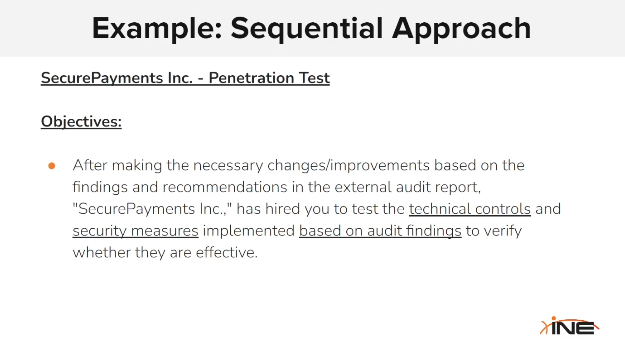 Example: Sequential Approach
SecurePayments Inc. - Penetration Test
Objectives:
After making the necessary changes/improvements based on the
findings and recommendations in the external audit report,
"SecurePayments Inc.," has hired you to test the technical controls and
security measures implemented based on audit findings to verify
whether they are effective.
INE